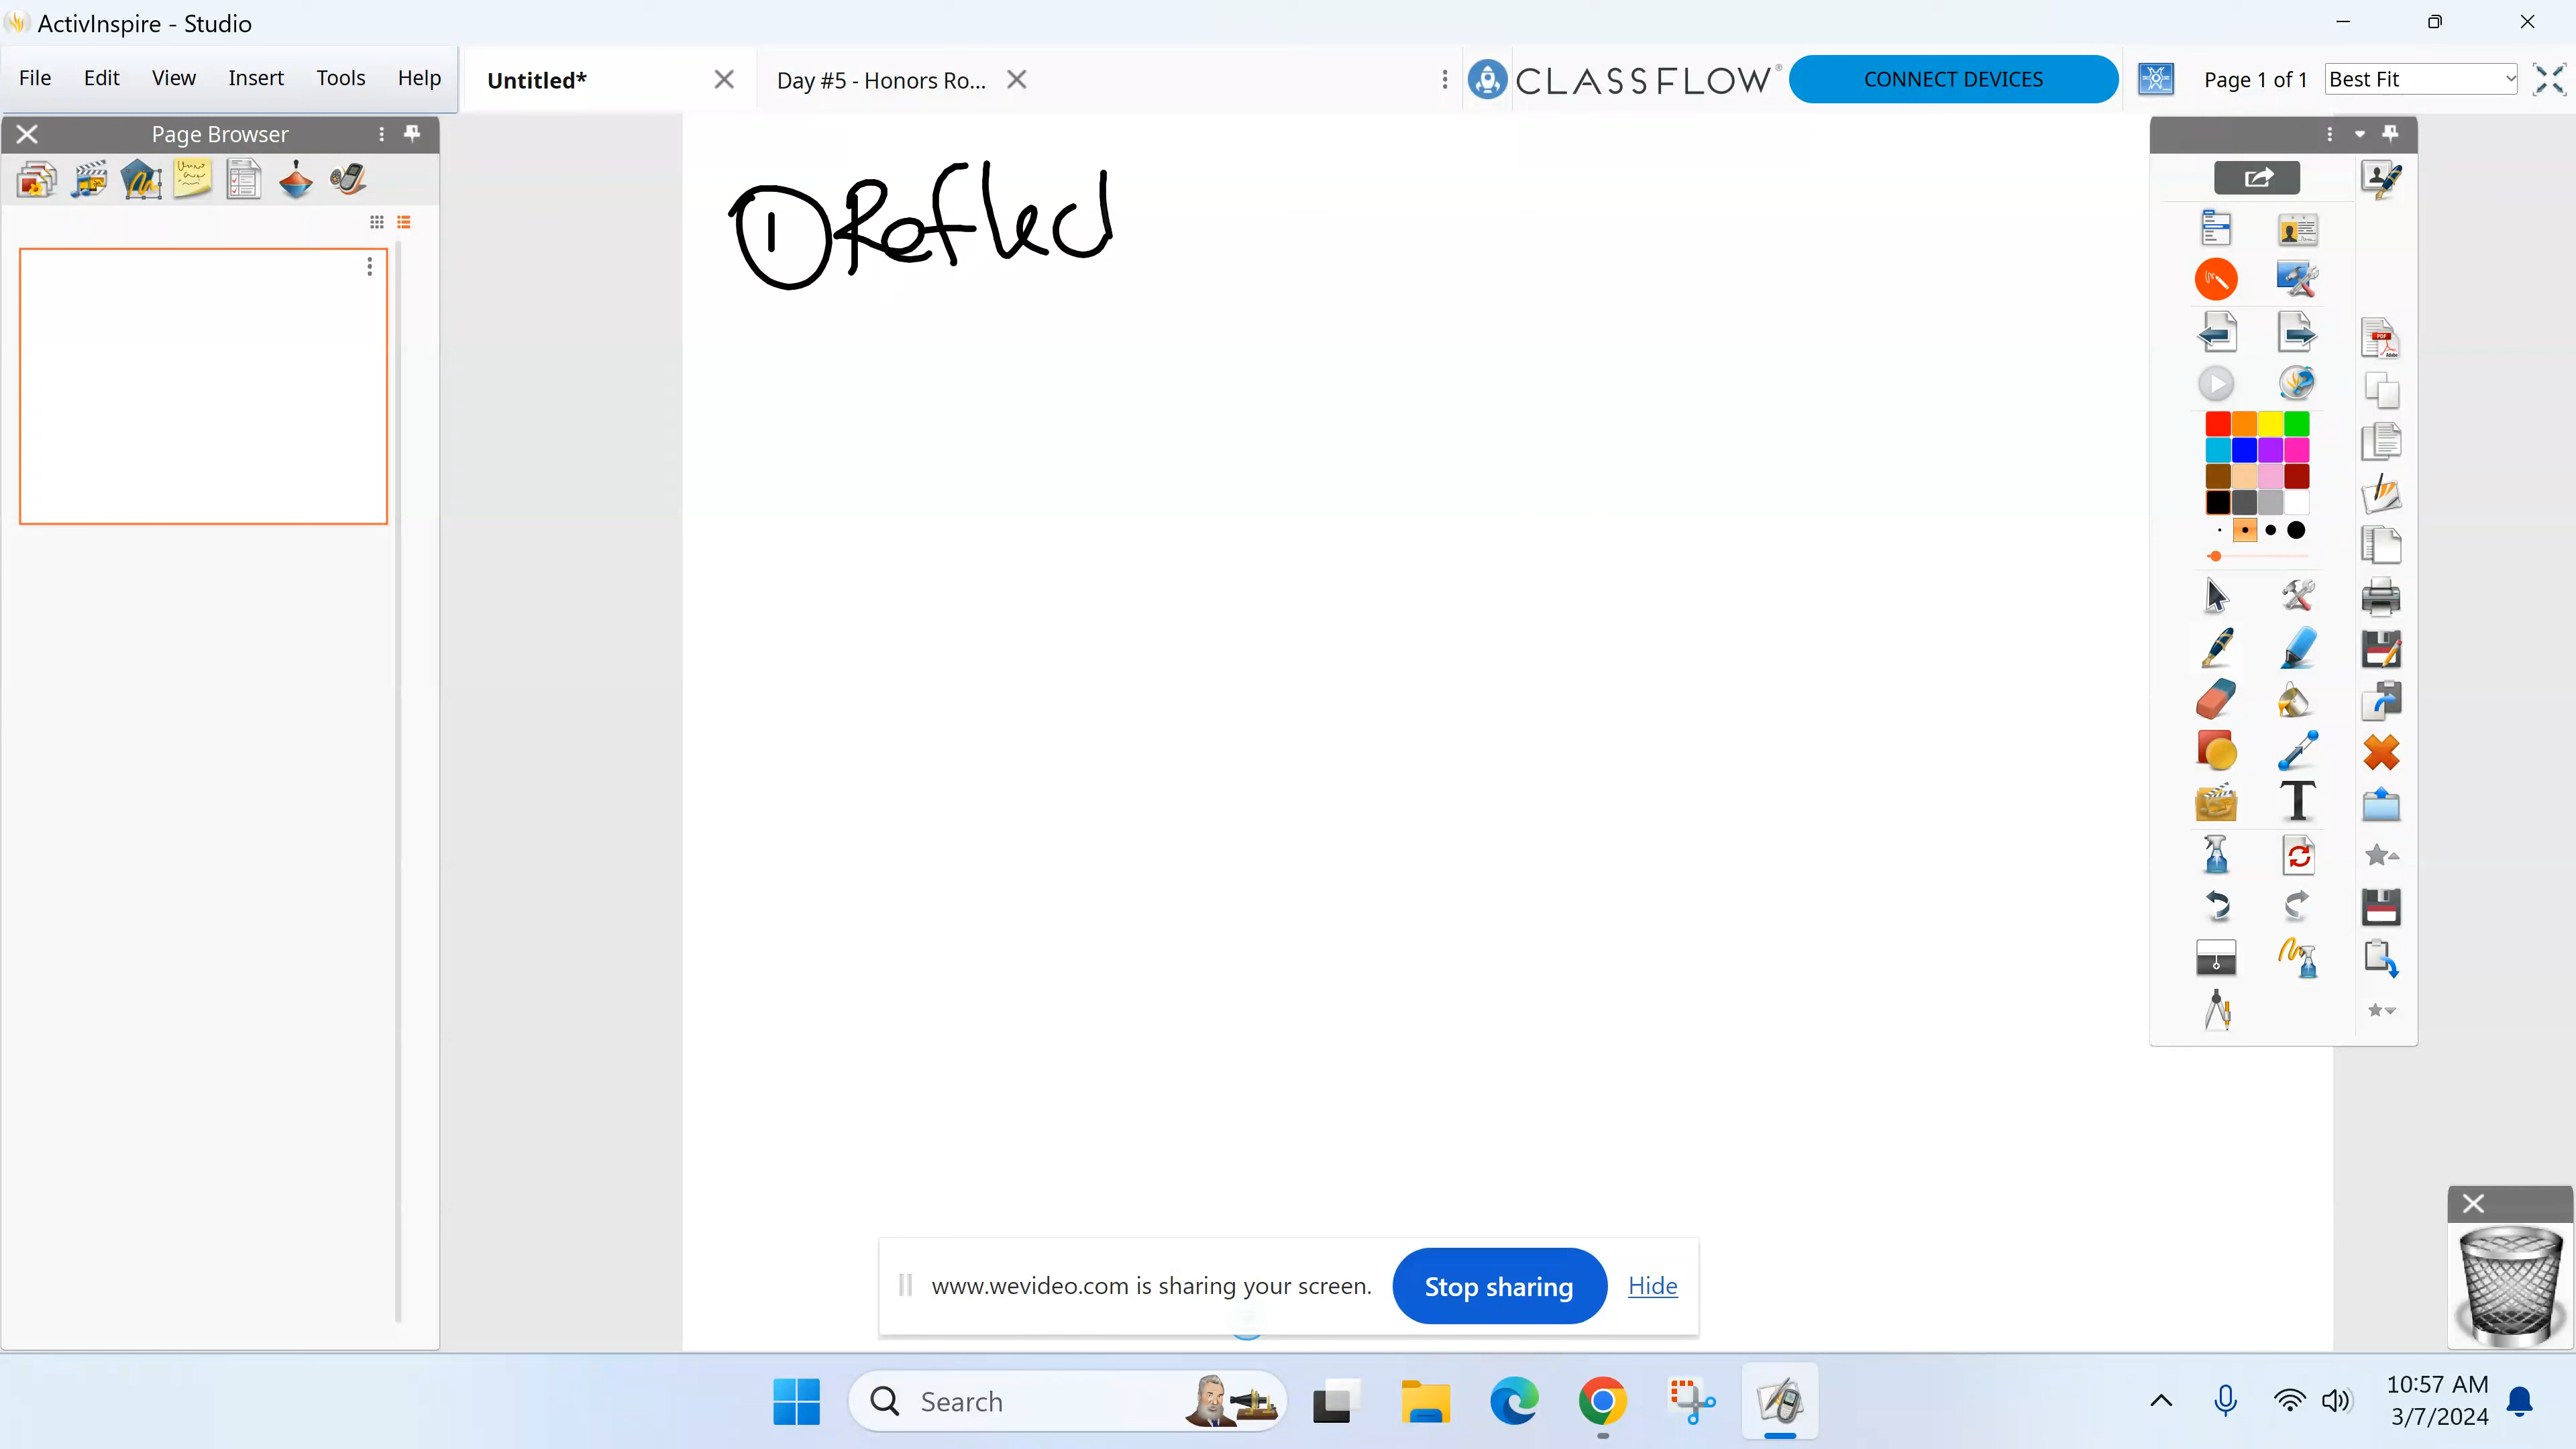 ActivInspire - Studio
File Edit View Insert Tools Help
Untitled*
Day #5 - Honors Ro...
CLASSFLOW
CONNECT DEVICES
Page 1 of 1
Best Fit
Page Browser
① Reflec
www.wevideo.com is sharing your screen.
Stop sharing
Hide
Search
10:57 AM
3/7/2024